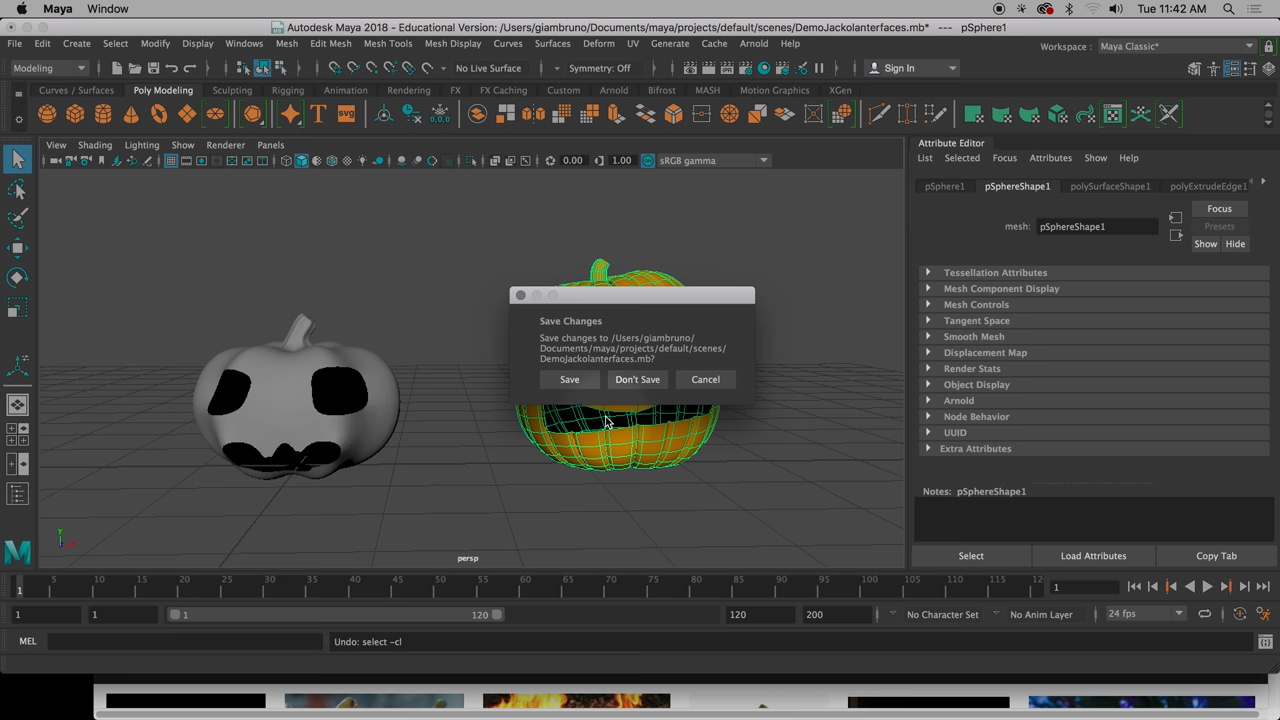 Maya Window Tue 11:42 AM
Autodesk Maya 2018 - Educational Version: /Users/giambruno/Documents/maya/projects/default/scenes/DemoJackolanterfaces.mb* --- pSphere1
File Edit Create Select Modify Display Windows Mesh Edit Mesh Mesh Tools Mesh Display Curves Surfaces Deform UV Generate Cache Arnold Help Workspace : Maya Classic*
Modeling No Live Surface Symmetry: Off Sign In
Curves / Surfaces Poly Modeling Sculpting Rigging Animation Rendering FX FX Caching Custom Arnold Bifrost MASH Motion Graphics XGen
T svg 0,0,0
View Shading Lighting Show Renderer Panels
0.00 1.00 sRGB gamma
Attribute Editor
List Selected Focus Attributes Show Help
pSphere1 pSphereShape1 polySurfaceShape1 polyExtrudeEdge1
mesh: pSphereShape1
Focus
Presets
Show Hide
Tessellation Attributes
Mesh Component Display
Mesh Controls
Tangent Space
Smooth Mesh
Displacement Map
Render Stats
Object Display
Arnold
Node Behavior
UUID
Extra Attributes
Notes: pSphereShape1
Select Load Attributes Copy Tab
Save Changes
Save changes to /Users/giambruno/
Documents/maya/projects/default/scenes/
DemoJackolanterfaces.mb?
Save Don't Save Cancel
y x
persp
5 10 15 20 25 30 35 40 45 50 55 60 65 70 75 80 85 90 95 100 105 110 115 12
1 1
1 1 1 120 120 200 No Character Set No Anim Layer 24 fps
MEL Undo: select -cl